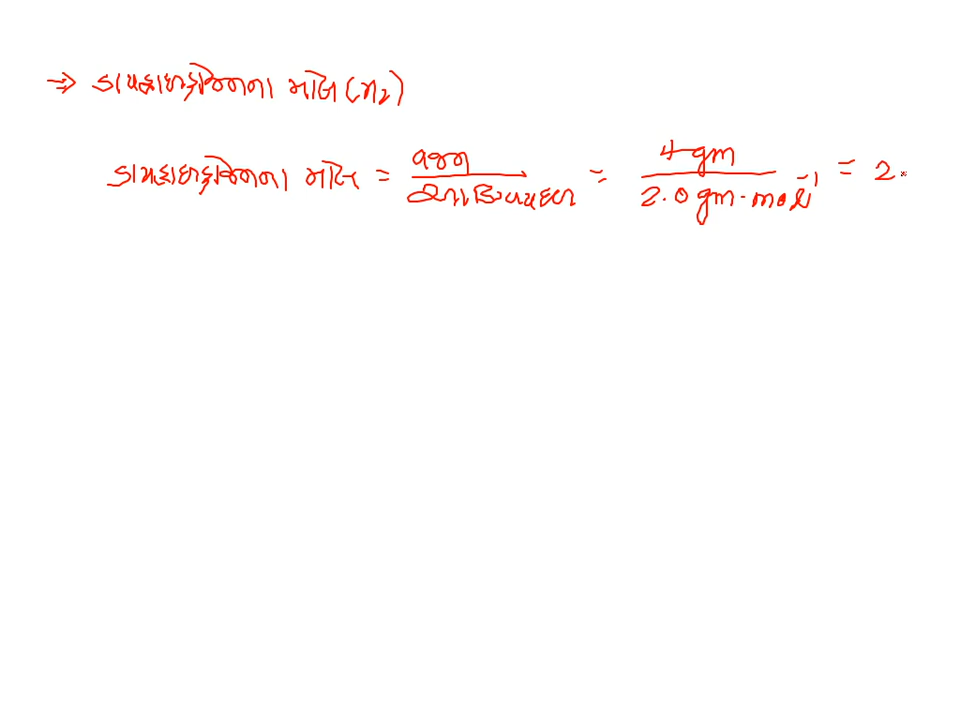 ⇒ ડાયહાઇડ્રોજનના મોલ (n2)
ડાયહાઇડ્રોજનના મોલ = વજન / આણ્વિયદળ = 4 gm / 2.0 gm·mol⁻¹ = 2.